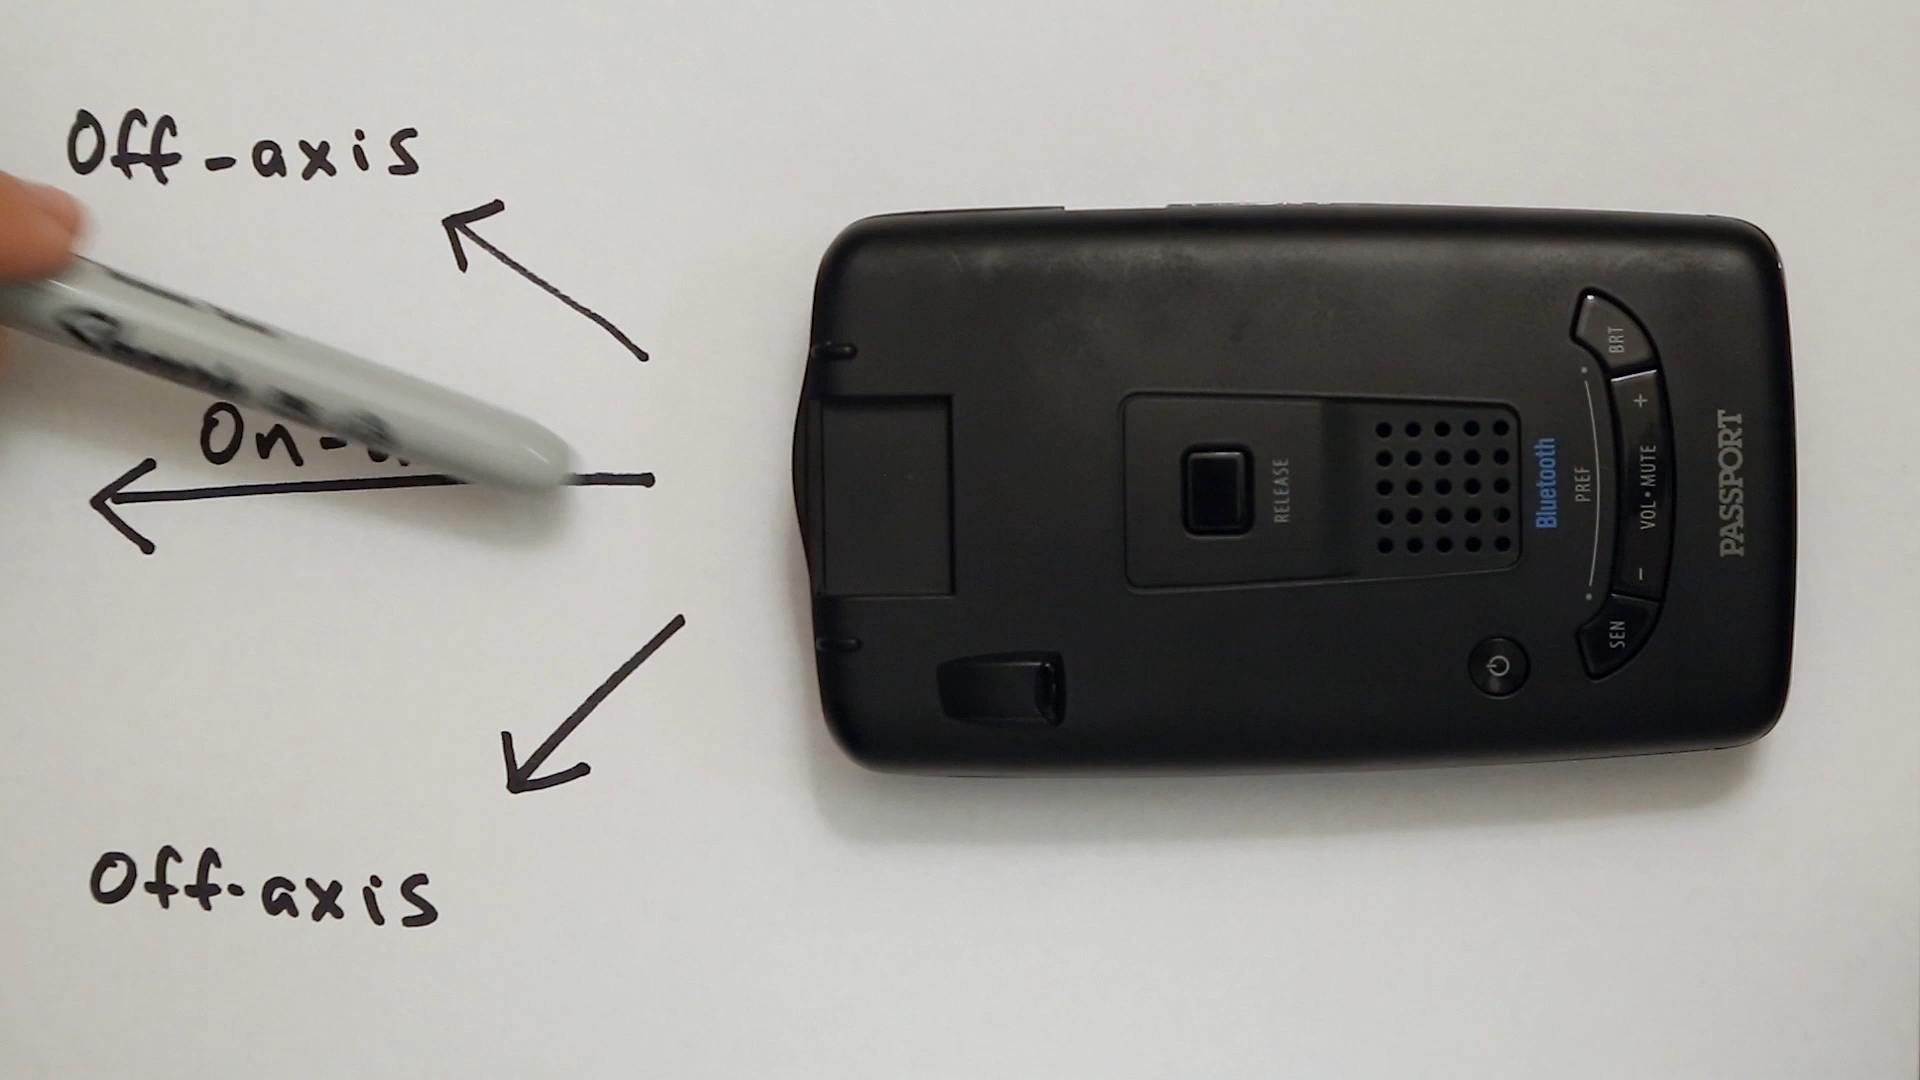 Off-axis
On-
Off-axis
RELEASE
Bluetooth
PREF
BRT
+
VOL•MUTE
-
SEN
PASSPORT